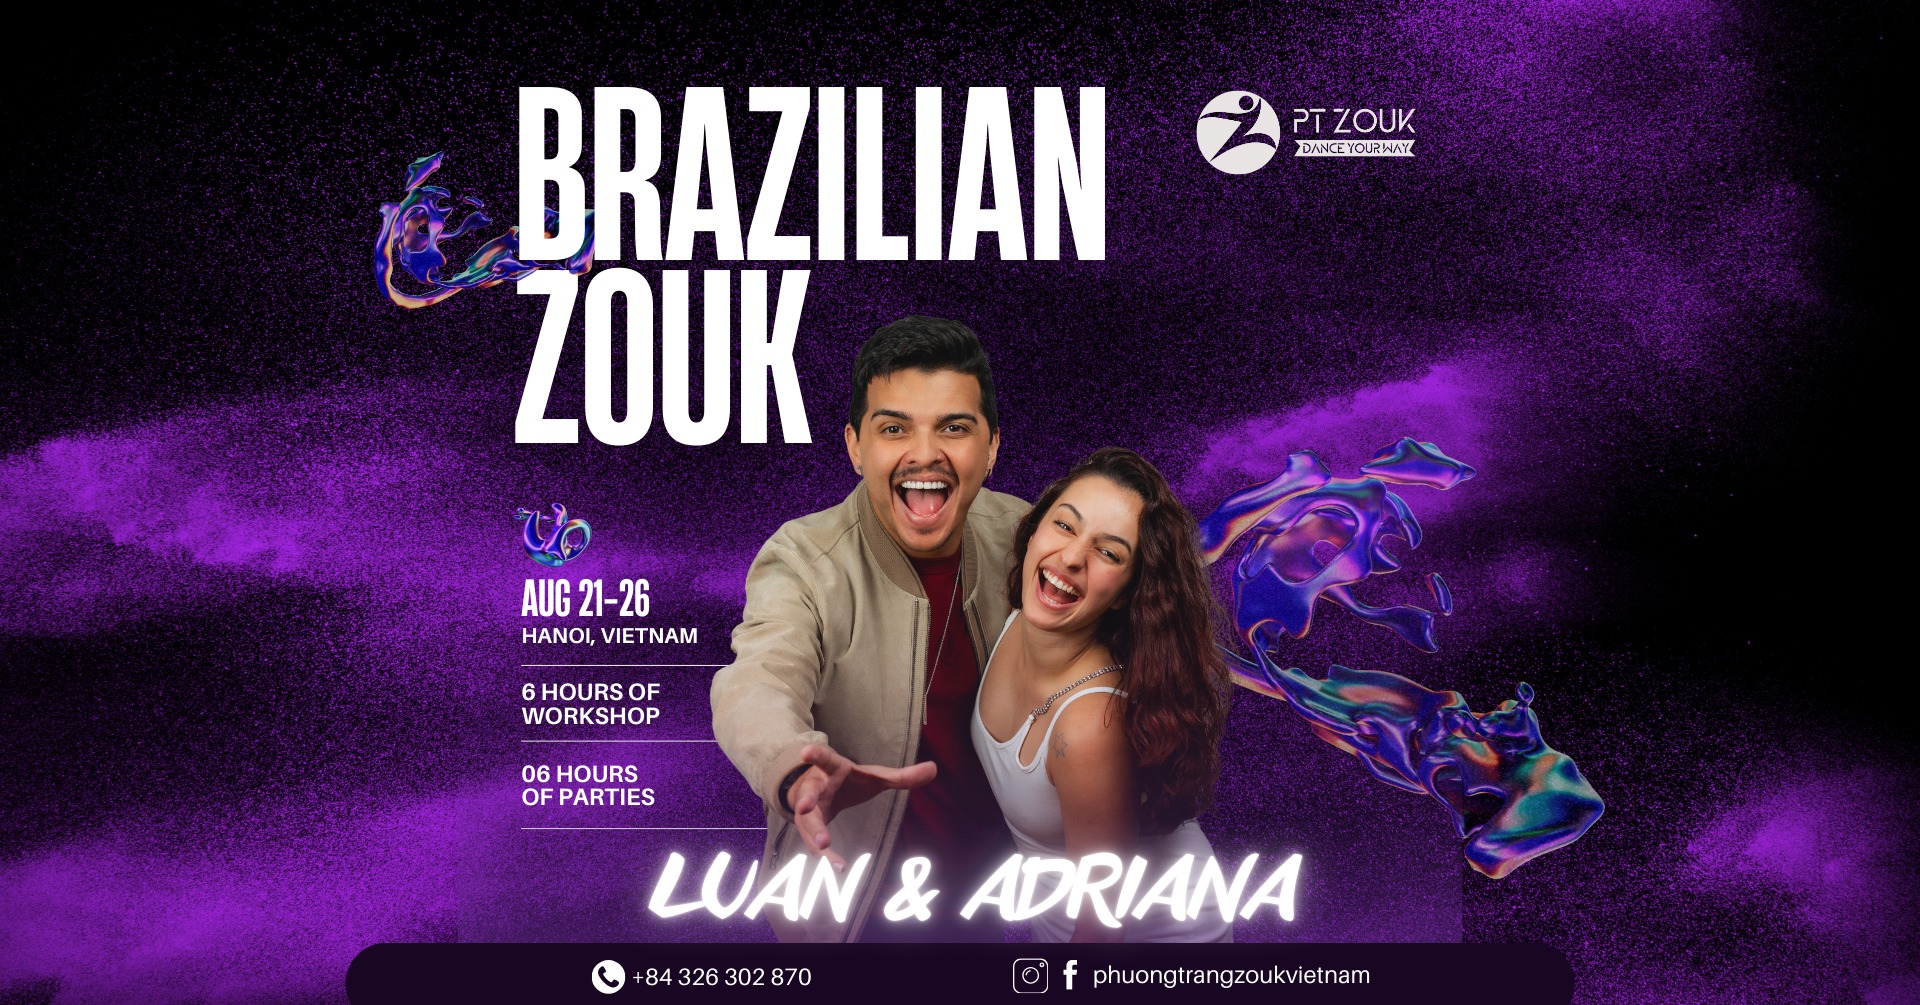 BRAZILIAN
ZOUK
PT ZOUK
DANCE YOUR WAY
AUG 21-26
HANOI, VIETNAM
6 HOURS OF
WORKSHOP
06 HOURS
OF PARTIES
LUAN & ADRIANA
+84 326 302 870
phuongtrangzoukvietnam